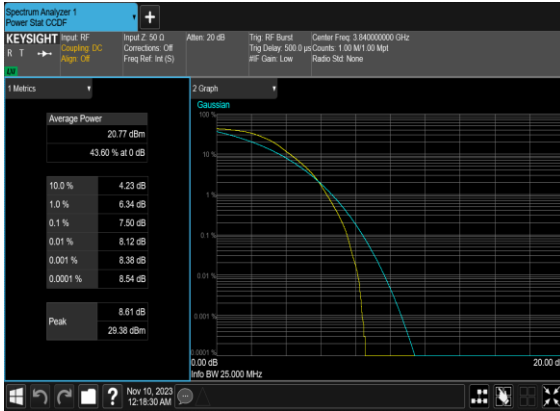 Spectrum Analyzer 1
Power Stat CCDF
KEYSIGHT
R T
LW
Input: RF
Coupling: DC
Align: Off
Input Z: 50 Ω
Corrections: Off
Freq Ref: Int (S)
Atten: 20 dB
Trig: RF Burst
Trig Delay: 500.0 µs
#IF Gain: Low
Center Freq: 3.840000000 GHz
Counts: 1.00 M/1.00 Mpt
Radio Std: None
1 Metrics
Average Power
20.77 dBm
43.60 % at 0 dB
10.0 % 4.23 dB
1.0 % 6.34 dB
0.1 % 7.50 dB
0.01 % 8.12 dB
0.001 % 8.38 dB
0.0001 % 8.54 dB
Peak 8.61 dB
29.38 dBm
2 Graph
Gaussian
100 %
10 %
1 %
0.1 %
0.01 %
0.001 %
0.0001 %
0.00 dB
20.00 d
Info BW 25.000 MHz
?
Nov 10, 2023
12:18:30 AM